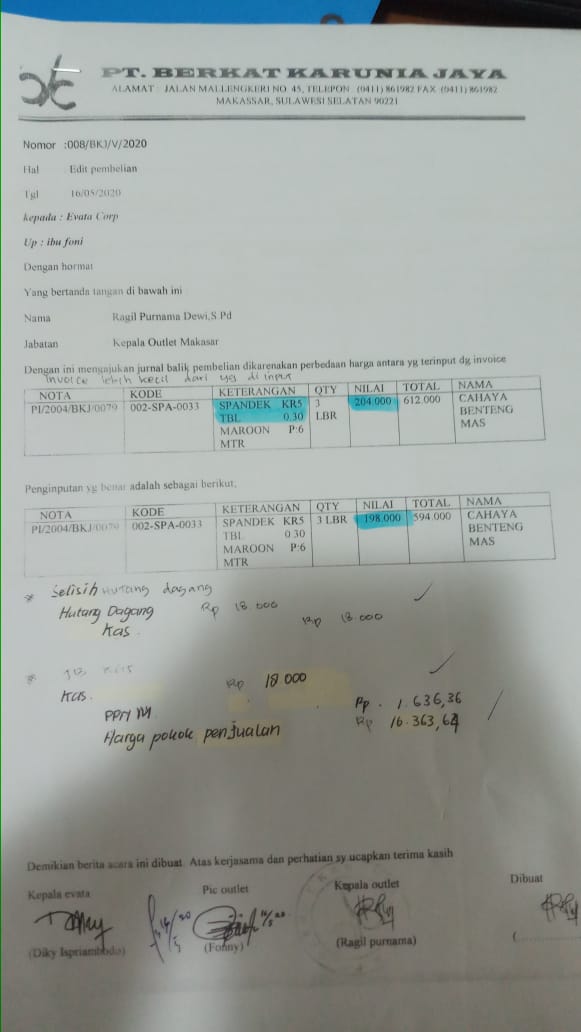 PT. BERKAT KARUNIA JAYA
ALAMAT : JALAN MALLENGKERI NO 45, TELEPON (0411) 861982 FAX (0411) 861982
MAKASSAR, SULAWESI SELATAN 90221
Nomor :008/BKJ/V/2020
Hal Edit pembelian
Tgl 16/05/2020
kepada : Evata Corp
Up : ibu foni
Dengan hormat
Yang bertanda tangan di bawah ini
Nama Ragil Purnama Dewi,S Pd
Jabatan Kepala Outlet Makasar
Dengan ini mengajukan jurnal balik pembelian dikarenakan perbedaan harga antara yg terinput dg invoice
Invoice lebih kecil dari yg di input
NOTA KODE KETERANGAN QTY NILAI TOTAL NAMA
PI/2004/BKJ/0079 002-SPA-0033 SPANDEK KR5 3 204.000 612.000 CAHAYA
TBL 0.30 LBR BENTENG
MAROON P:6 MAS
MTR
Penginputan yg benar adalah sebagai berikut,
NOTA KODE KETERANGAN QTY NILAI TOTAL NAMA
PI/2004/BKJ/0079 002-SPA-0033 SPANDEK KR5 3 LBR 198.000 594.000 CAHAYA
TBL 0.30 BENTENG
MAROON P:6 MAS
MTR
* Selisih Hutang dagang
Hutang Dagang Rp 18.000
Kas. Rp 18.000
*
Kas. Rp 18.000
PPN M Rp. 1.636,36
Harga pokok penjualan Rp 16.363,64
Demikian berita acara ini dibuat. Atas kerjasama dan perhatian sy ucapkan terima kasih
Kepala evata Pic outlet Kepala outlet Dibuat
(Diky Ispriambodo) (Fonny) (Ragil purnama) (